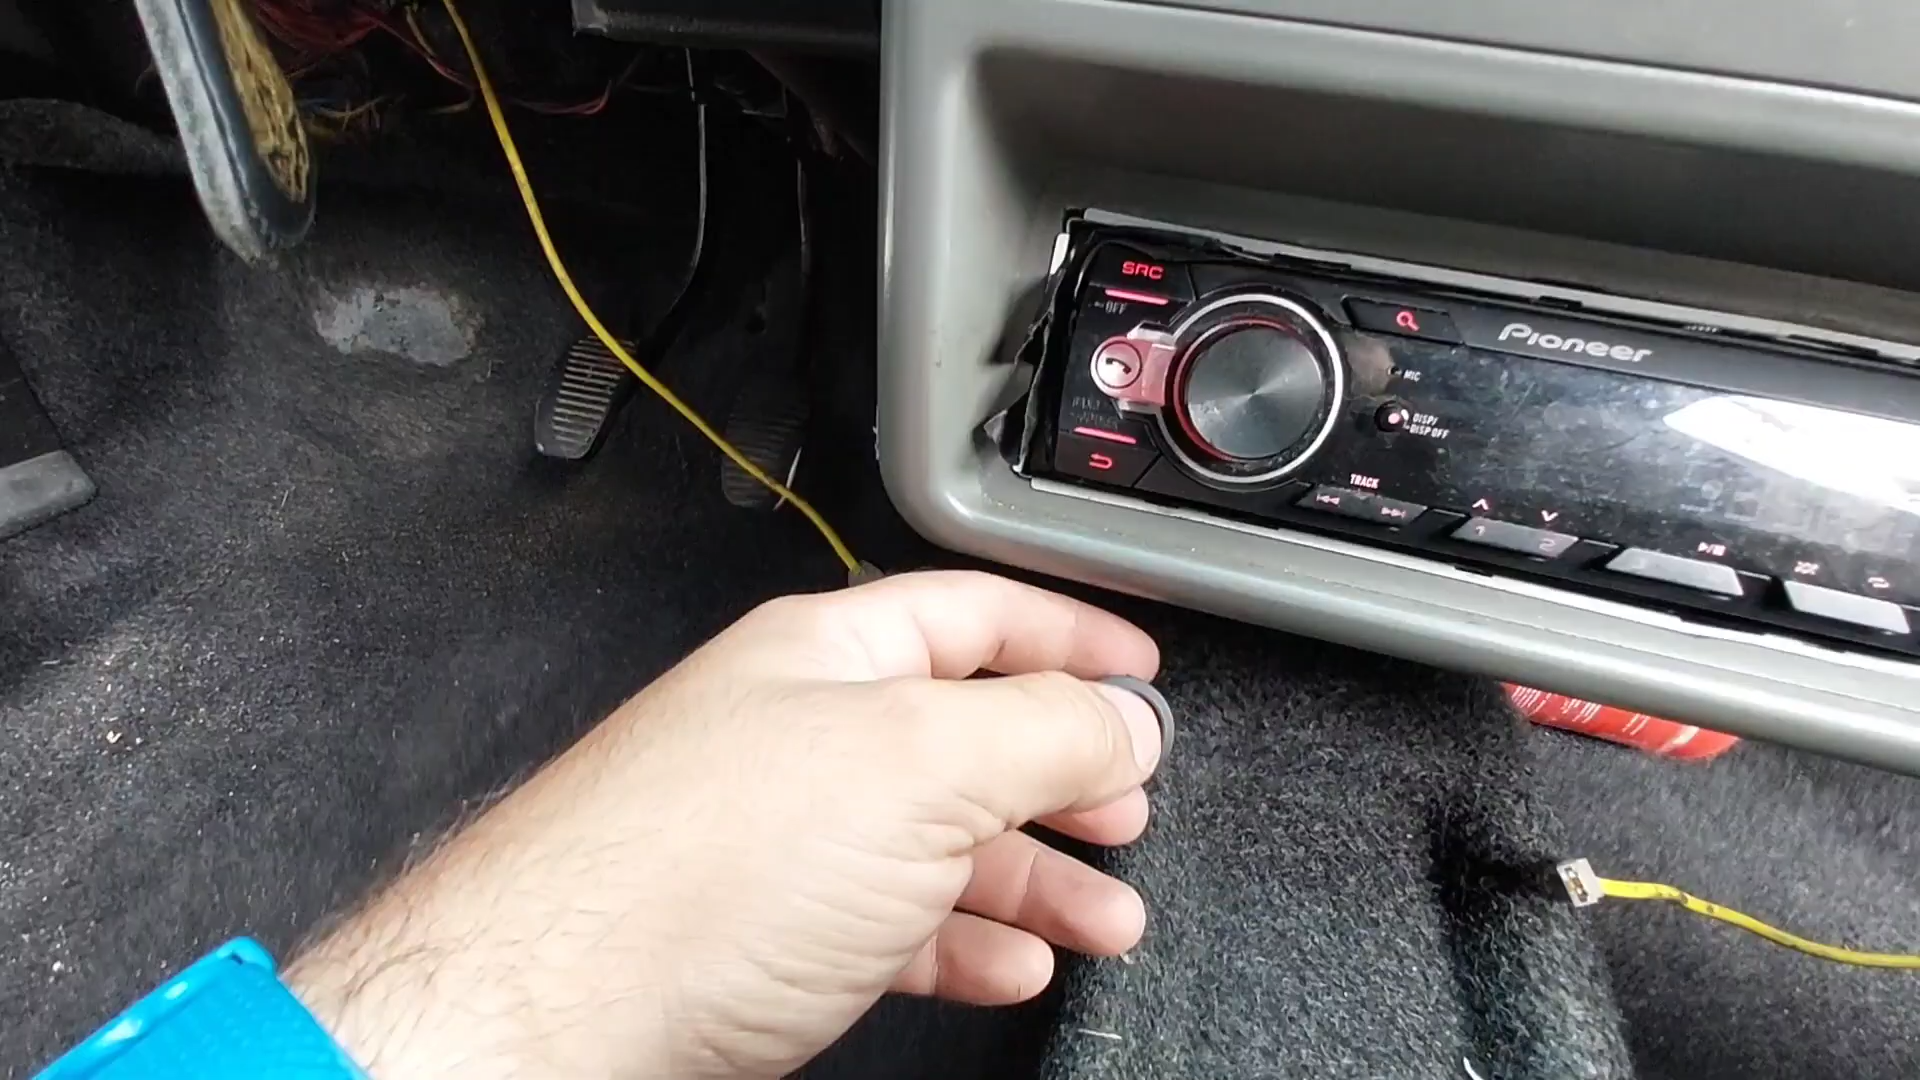 SRC
OFF
Pioneer
MIC
DISP/
DISP OFF
TRACK
1
2